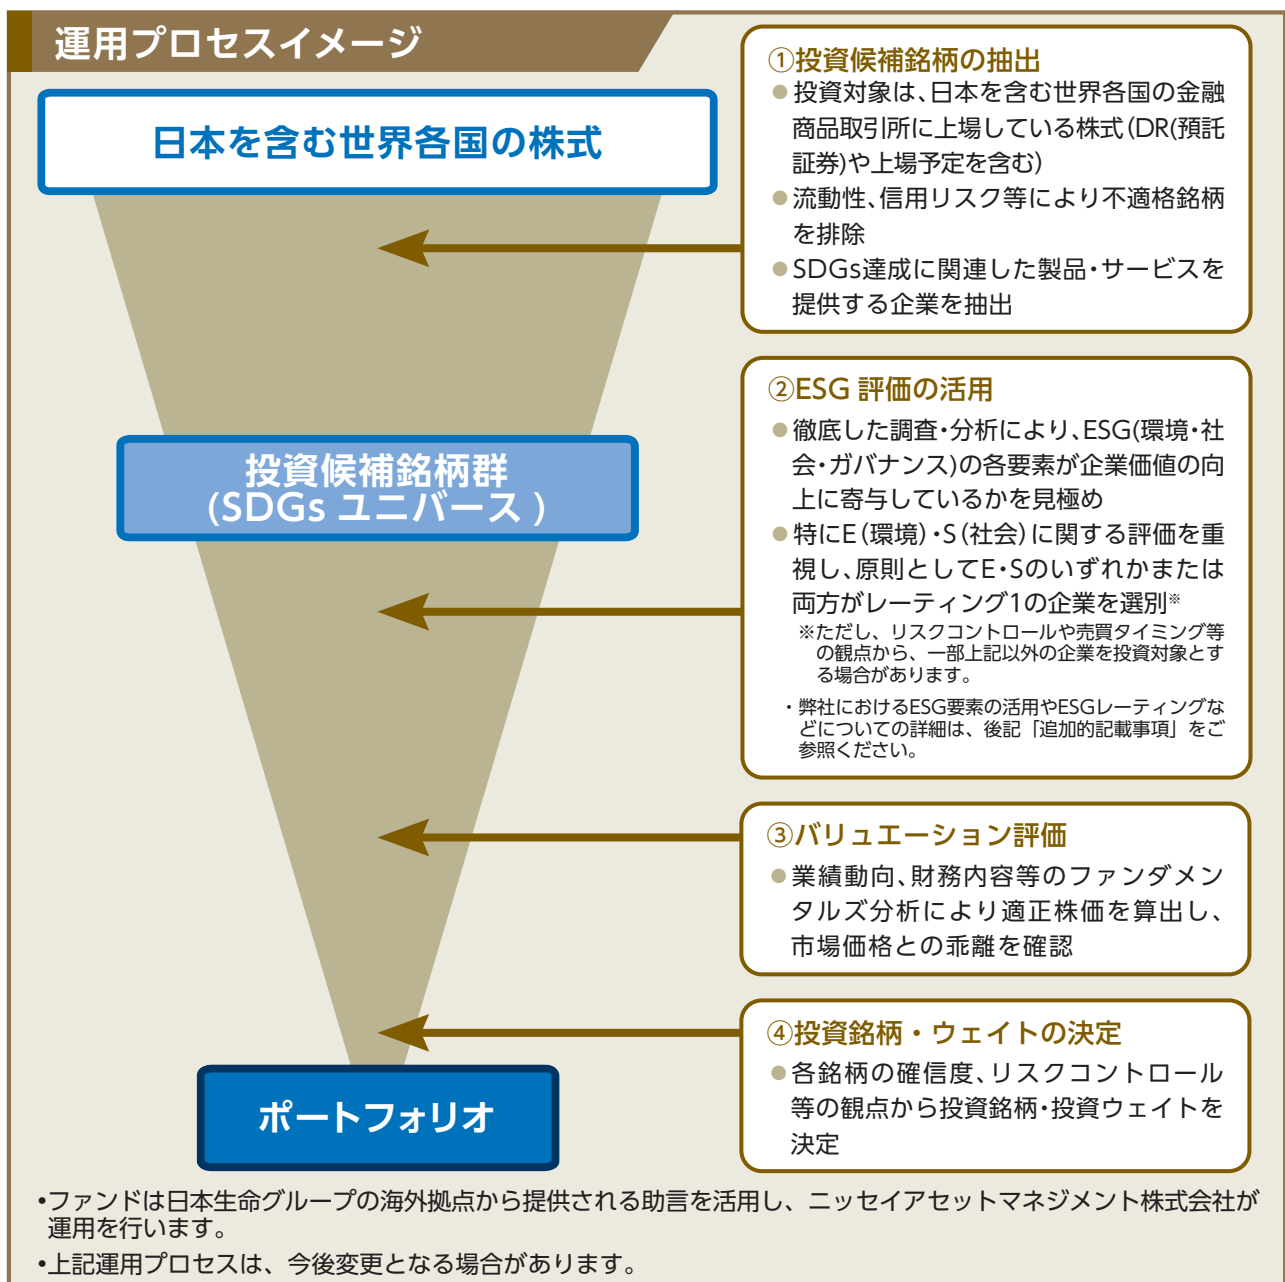 運用プロセスイメージ
日本を含む世界各国の株式
①投資候補銘柄の抽出
●投資対象は、日本を含む世界各国の金融
商品取引所に上場している株式(DR(預託
証券)や上場予定を含む)
●流動性、信用リスク等により不適格銘柄
を排除
●SDGs達成に関連した製品・サービスを
提供する企業を抽出
投資候補銘柄群
(SDGs ユニバース )
②ESG 評価の活用
●徹底した調査・分析により、ESG(環境・社
会・ガバナンス)の各要素が企業価値の向
上に寄与しているかを見極め
●特にE(環境)・S(社会)に関する評価を重
視し、原則としてE・Sのいずれかまたは
両方がレーティング1の企業を選別※
※ただし、リスクコントロールや売買タイミング等
の観点から、一部上記以外の企業を投資対象とす
る場合があります。
・弊社におけるESG要素の活用やESGレーティングな
どについての詳細は、後記「追加的記載事項」をご
参照ください。
③バリュエーション評価
●業績動向、財務内容等のファンダメン
タルズ分析により適正株価を算出し、
市場価格との乖離を確認
④投資銘柄・ウェイトの決定
●各銘柄の確信度、リスクコントロール
等の観点から投資銘柄・投資ウェイトを
決定
ポートフォリオ
•ファンドは日本生命グループの海外拠点から提供される助言を活用し、ニッセイアセットマネジメント株式会社が
運用を行います。
•上記運用プロセスは、今後変更となる場合があります。